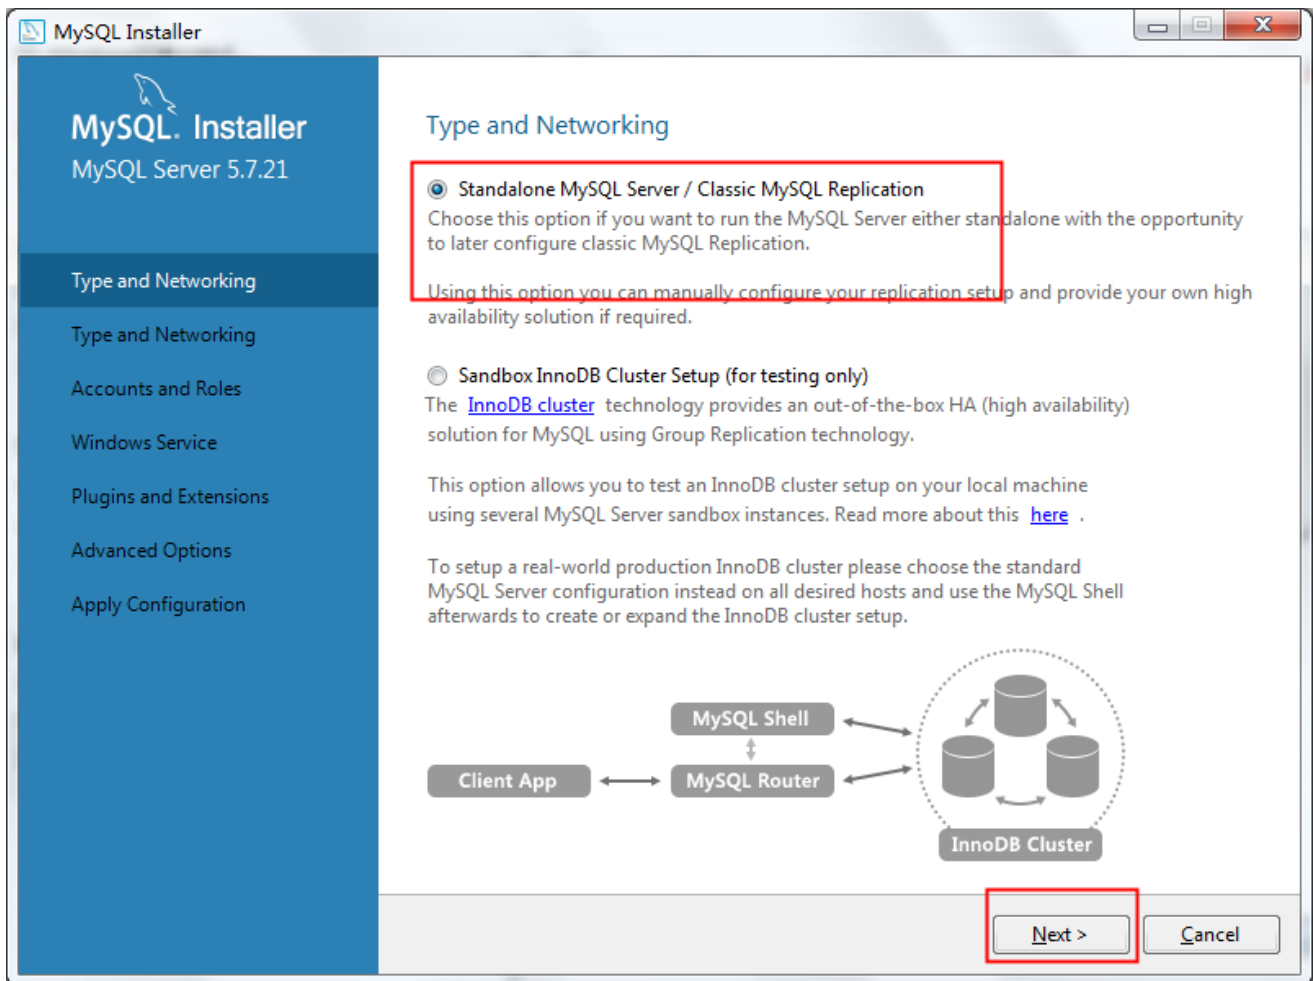 MySQL Installer
MySQL. Installer
MySQL Server 5.7.21
Type and Networking
Type and Networking
Accounts and Roles
Windows Service
Plugins and Extensions
Advanced Options
Apply Configuration
Type and Networking
Standalone MySQL Server / Classic MySQL Replication
Choose this option if you want to run the MySQL Server either standalone with the opportunity
to later configure classic MySQL Replication.
Using this option you can manually configure your replication setup and provide your own high
availability solution if required.
Sandbox InnoDB Cluster Setup (for testing only)
The InnoDB cluster technology provides an out-of-the-box HA (high availability)
solution for MySQL using Group Replication technology.
This option allows you to test an InnoDB cluster setup on your local machine
using several MySQL Server sandbox instances. Read more about this here .
To setup a real-world production InnoDB cluster please choose the standard
MySQL Server configuration instead on all desired hosts and use the MySQL Shell
afterwards to create or expand the InnoDB cluster setup.
MySQL Shell
Client App
MySQL Router
InnoDB Cluster
Next >
Cancel